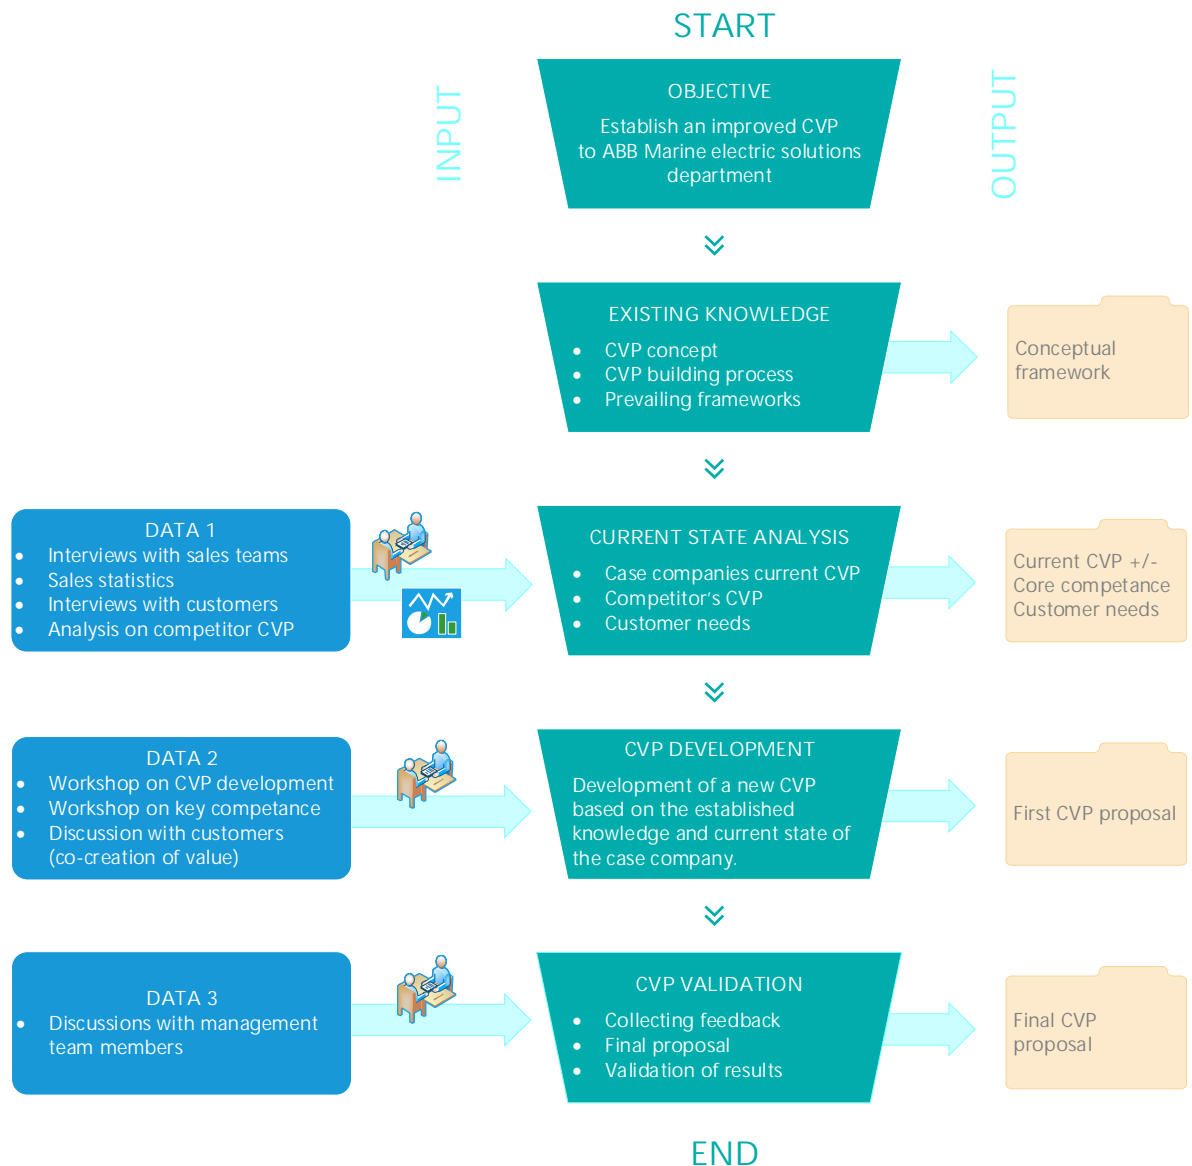 START
INPUT
OUTPUT
OBJECTIVE
Establish an improved CVP
to ABB Marine electric solutions
department
EXISTING KNOWLEDGE
• CVP concept
• CVP building process
• Prevailing frameworks
Conceptual
framework
DATA 1
• Interviews with sales teams
• Sales statistics
• Interviews with customers
• Analysis on competitor CVP
CURRENT STATE ANALYSIS
• Case companies current CVP
• Competitor's CVP
• Customer needs
Current CVP +/-
Core competance
Customer needs
DATA 2
• Workshop on CVP development
• Workshop on key competance
• Discussion with customers
(co-creation of value)
CVP DEVELOPMENT
Development of a new CVP
based on the established
knowledge and current state of
the case company.
First CVP proposal
DATA 3
• Discussions with management
team members
CVP VALIDATION
• Collecting feedback
• Final proposal
• Validation of results
Final CVP
proposal
END